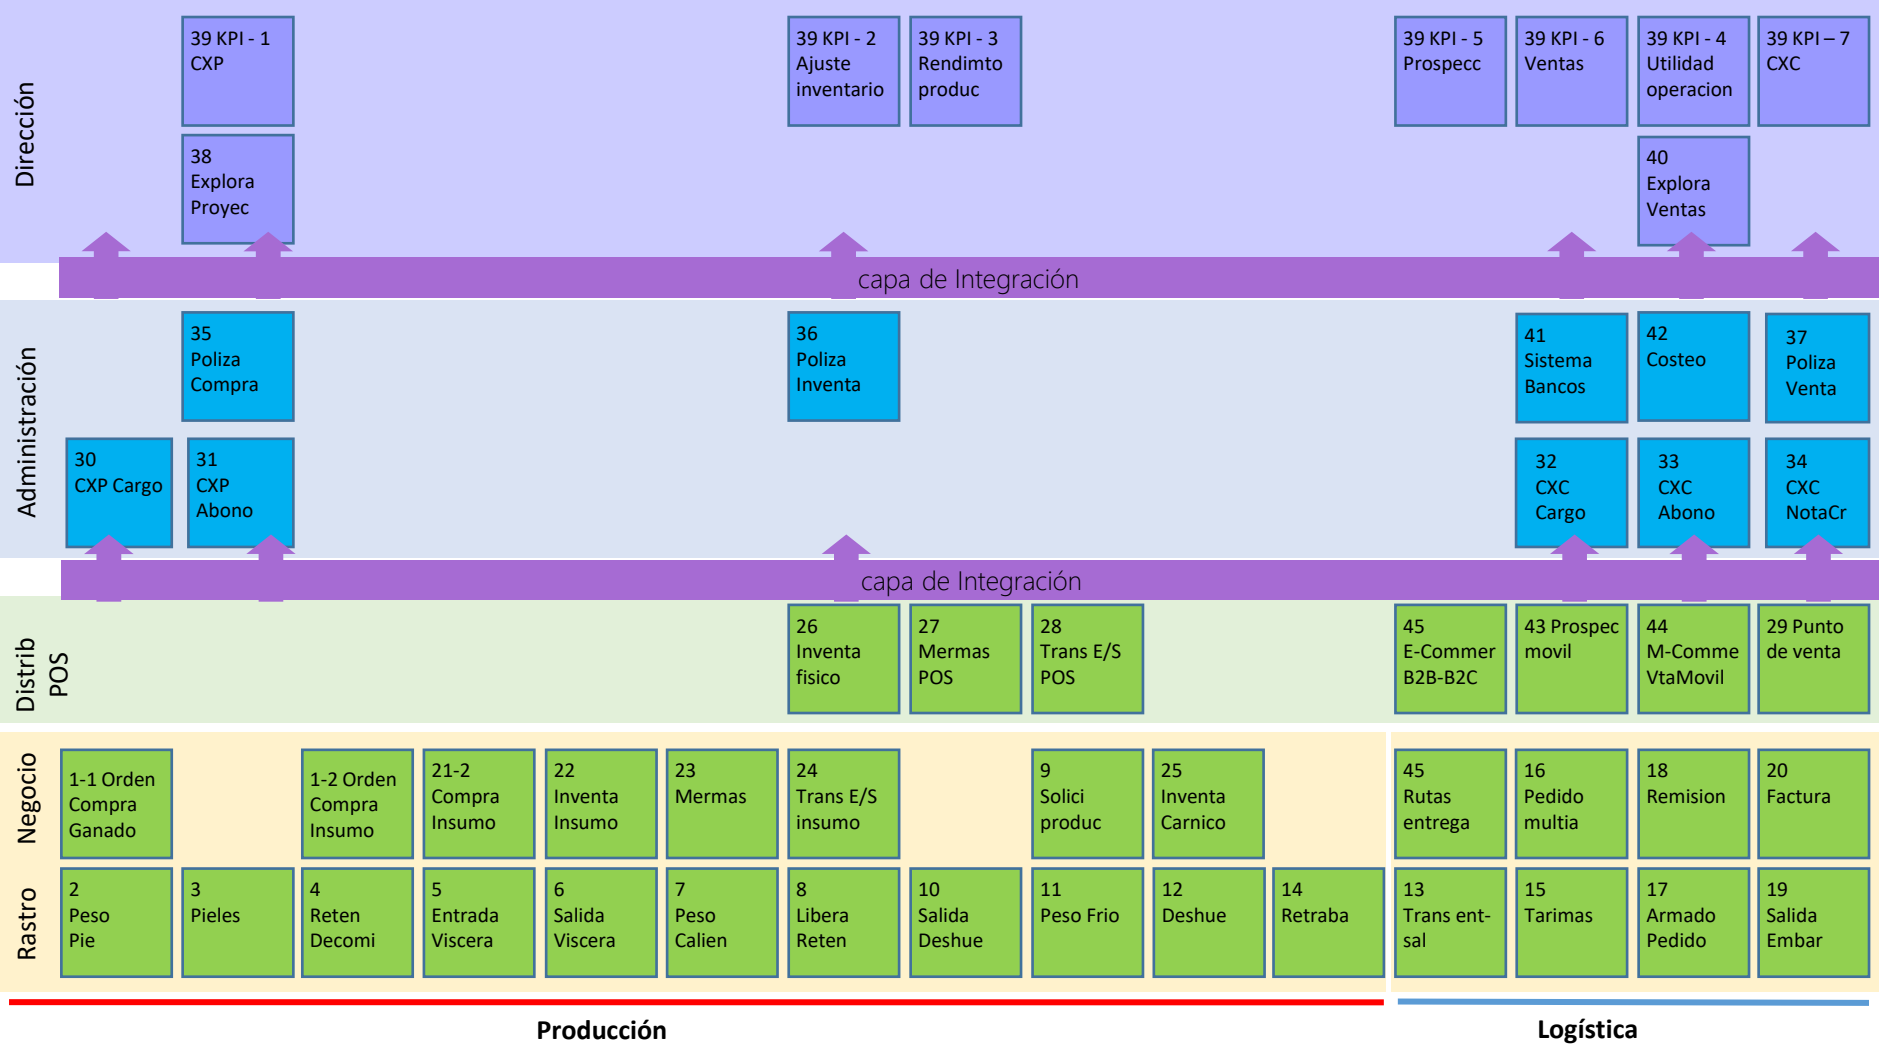 Dirección
39 KPI - 1
CXP
39 KPI - 2
Ajuste
inventario
39 KPI - 3
Rendimto
produc
39 KPI - 5
Prospecc
39 KPI - 6
Ventas
39 KPI - 4
Utilidad
operacion
39 KPI – 7
CXC
38
Explora
Proyec
40
Explora
Ventas
capa de Integración
Administración
35
Poliza
Compra
36
Poliza
Inventa
41
Sistema
Bancos
42
Costeo
37
Poliza
Venta
30
CXP Cargo
31
CXP
Abono
32
CXC
Cargo
33
CXC
Abono
34
CXC
NotaCr
capa de Integración
Distrib
POS
26
Inventa
fisico
27
Mermas
POS
28
Trans E/S
POS
45
E-Commer
B2B-B2C
43 Prospec
movil
44
M-Comme
VtaMovil
29 Punto
de venta
Negocio
1-1 Orden
Compra
Ganado
1-2 Orden
Compra
Insumo
21-2
Compra
Insumo
22
Inventa
Insumo
23
Mermas
24
Trans E/S
insumo
9
Solici
produc
25
Inventa
Carnico
45
Rutas
entrega
16
Pedido
multia
18
Remision
20
Factura
Rastro
2
Peso
Pie
3
Pieles
4
Reten
Decomi
5
Entrada
Viscera
6
Salida
Viscera
7
Peso
Calien
8
Libera
Reten
10
Salida
Deshue
11
Peso Frio
12
Deshue
14
Retraba
13
Trans ent-
sal
15
Tarimas
17
Armado
Pedido
19
Salida
Embar
Producción
Logística